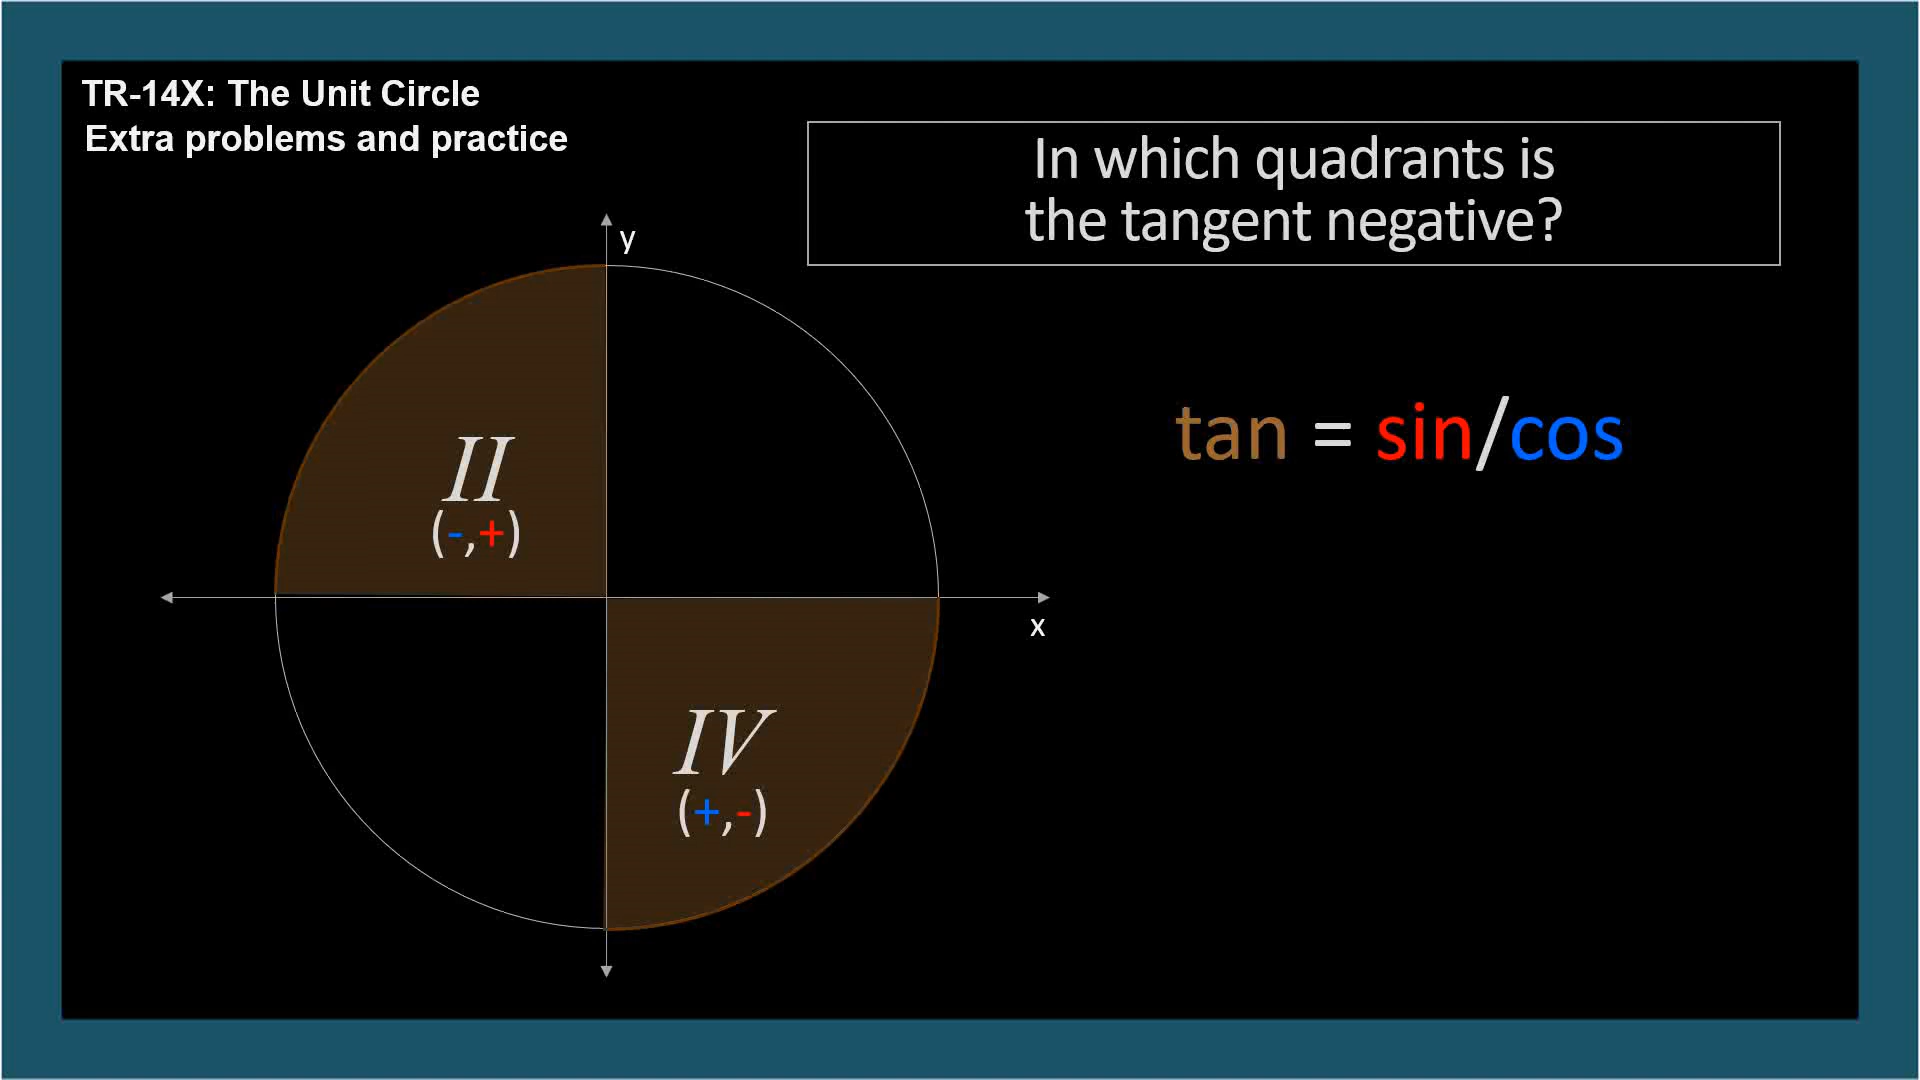 TR-14X: The Unit Circle
Extra problems and practice
In which quadrants is
the tangent negative?
y
tan = sin/cos
II
(-,+)
x
IV
(+,-)